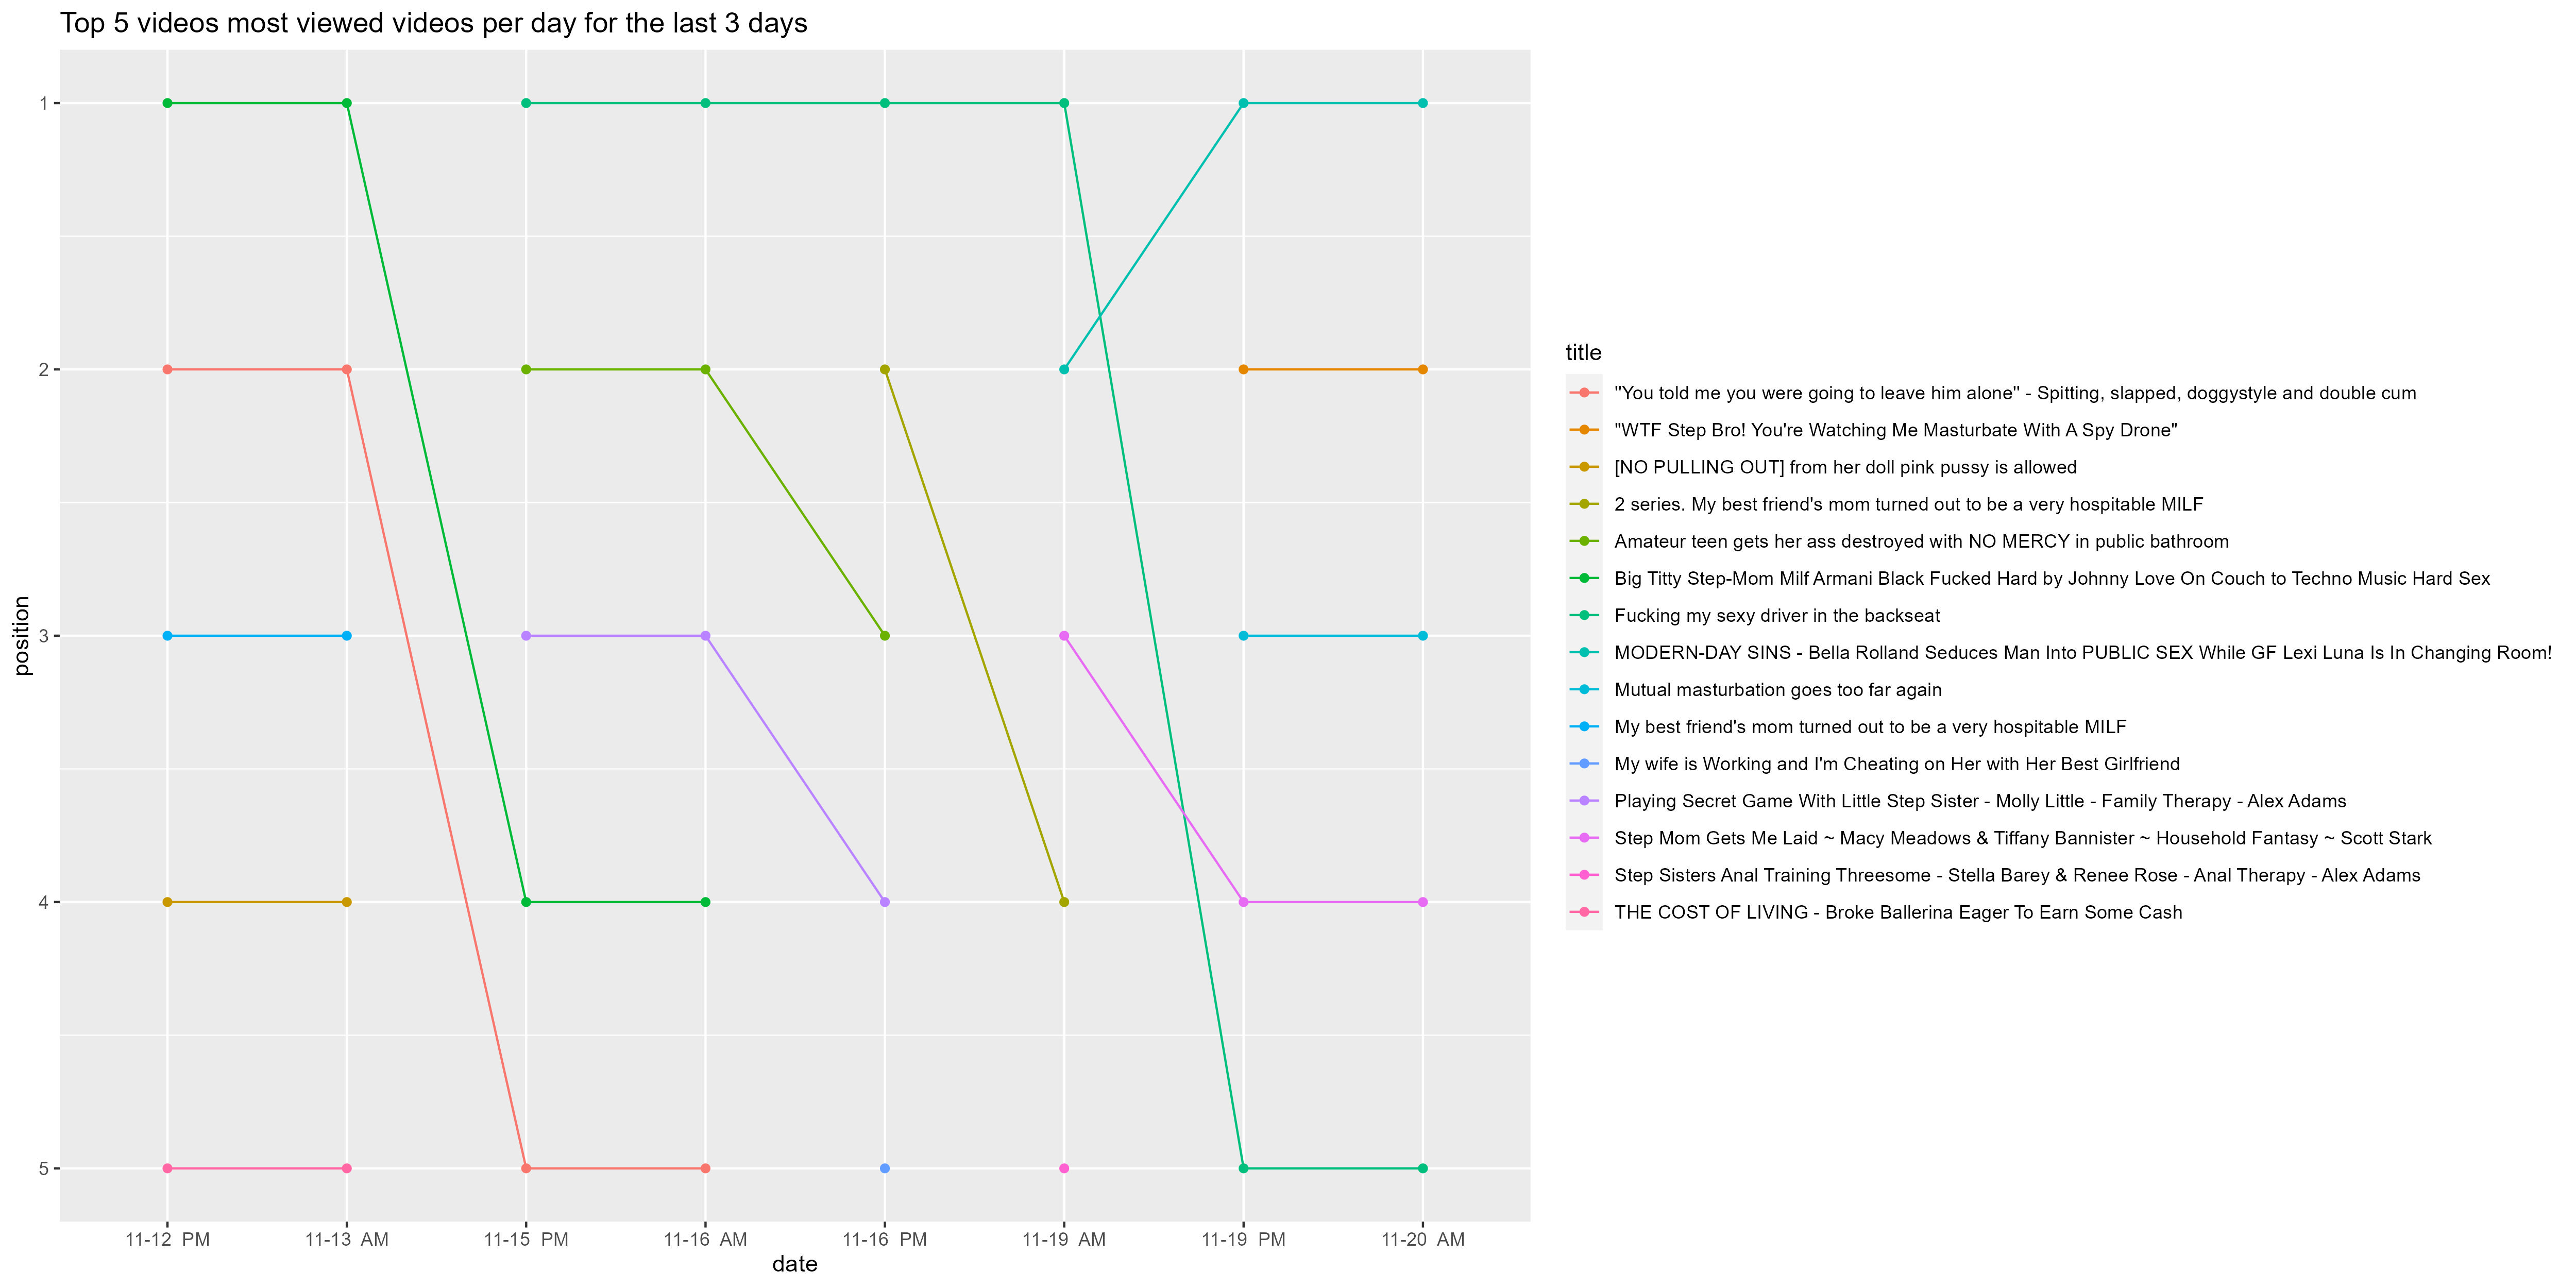 Top 5 videos most viewed videos per day for the last 3 days
position
1
2
3
4
5
11-12 PM
11-13 AM
11-15 PM
11-16 AM
11-16 PM
11-19 AM
11-19 PM
11-20 AM
date
title
"You told me you were going to leave him alone" - Spitting, slapped, doggystyle and double cum
"WTF Step Bro! You're Watching Me Masturbate With A Spy Drone"
[NO PULLING OUT] from her doll pink pussy is allowed
2 series. My best friend's mom turned out to be a very hospitable MILF
Amateur teen gets her ass destroyed with NO MERCY in public bathroom
Big Titty Step-Mom Milf Armani Black Fucked Hard by Johnny Love On Couch to Techno Music Hard Sex
Fucking my sexy driver in the backseat
MODERN-DAY SINS - Bella Rolland Seduces Man Into PUBLIC SEX While GF Lexi Luna Is In Changing Room!
Mutual masturbation goes too far again
My best friend's mom turned out to be a very hospitable MILF
My wife is Working and I'm Cheating on Her with Her Best Girlfriend
Playing Secret Game With Little Step Sister - Molly Little - Family Therapy - Alex Adams
Step Mom Gets Me Laid ~ Macy Meadows & Tiffany Bannister ~ Household Fantasy ~ Scott Stark
Step Sisters Anal Training Threesome - Stella Barey & Renee Rose - Anal Therapy - Alex Adams
THE COST OF LIVING - Broke Ballerina Eager To Earn Some Cash